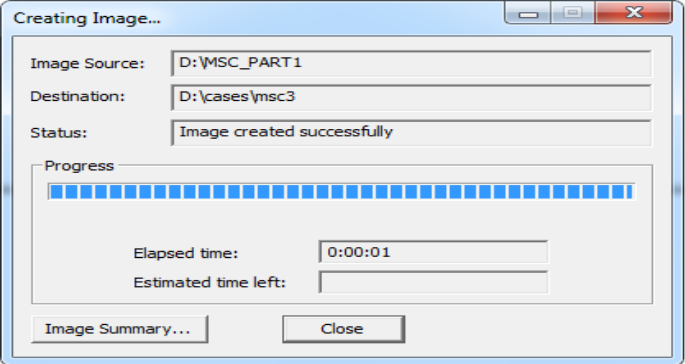 Creating Image...
Image Source: D:\MSC_PART1
Destination: D:\cases\msc3
Status: Image created successfully
Progress
Elapsed time: 0:00:01
Estimated time left:
Image Summary... Close